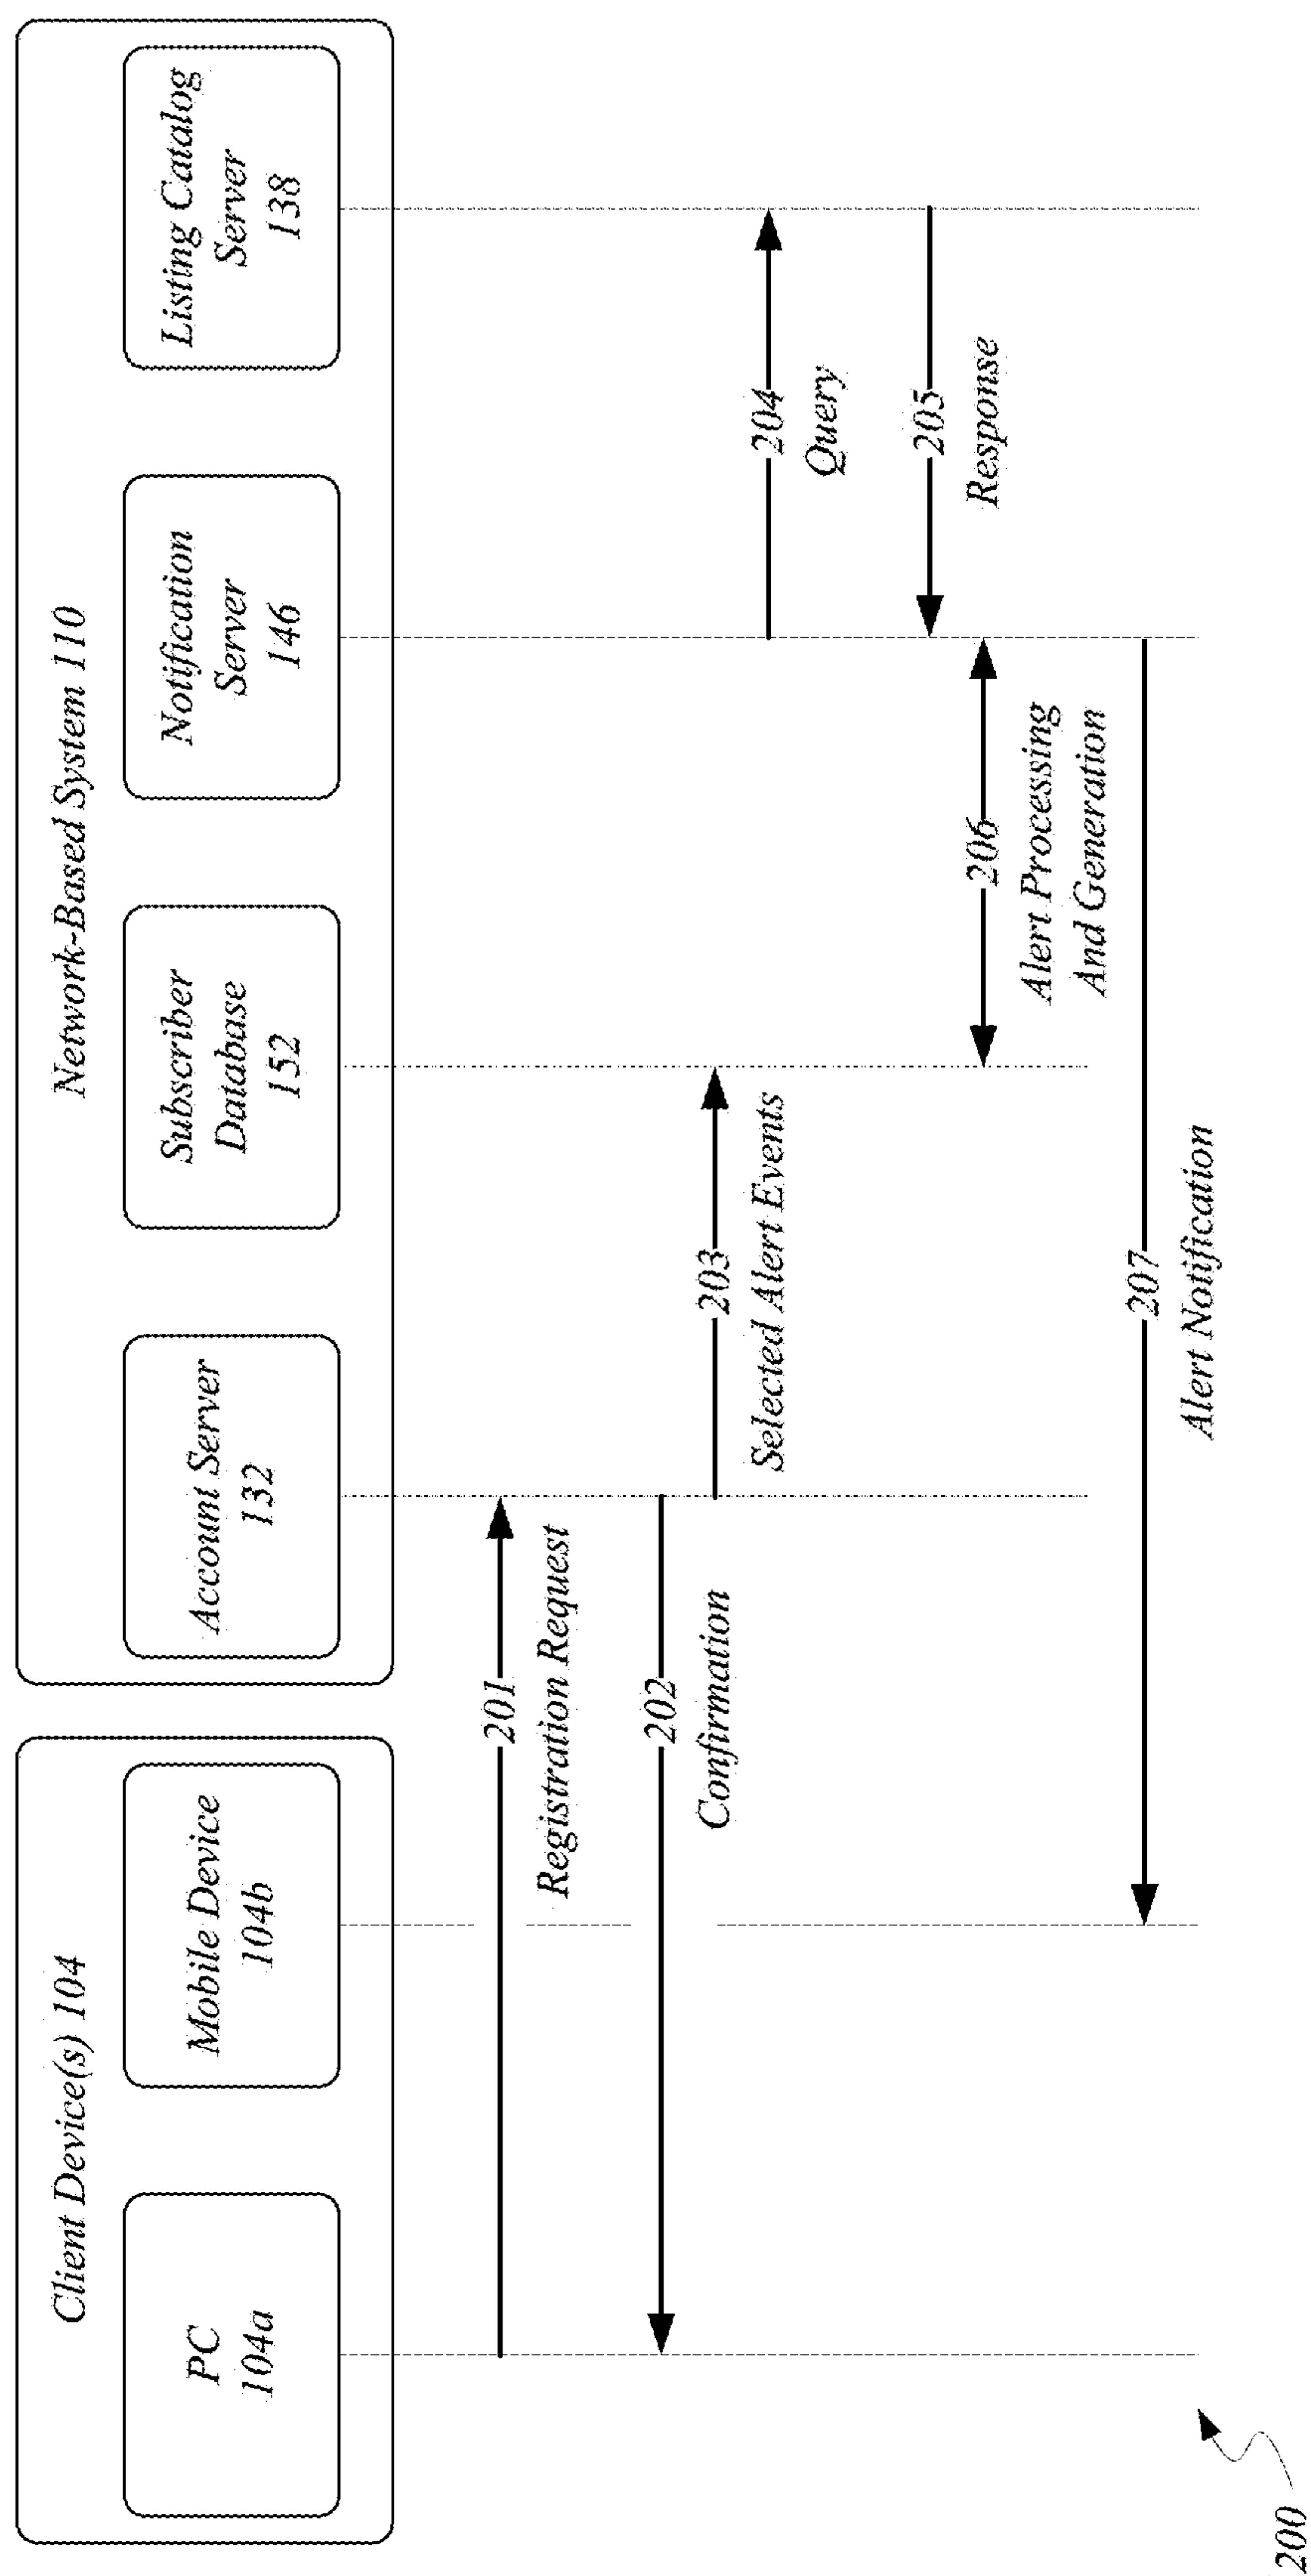 Client Device(s) 104
Network-Based System 110
PC
104a
Mobile Device
104b
Account Server
132
Subscriber
Database
152
Notification
Server
146
Listing Catalog
Server
138
201
Registration Request
202
Confirmation
203
Selected Alert Events
204
Query
205
Response
206
Alert Processing
And Generation
207
Alert Notification
200